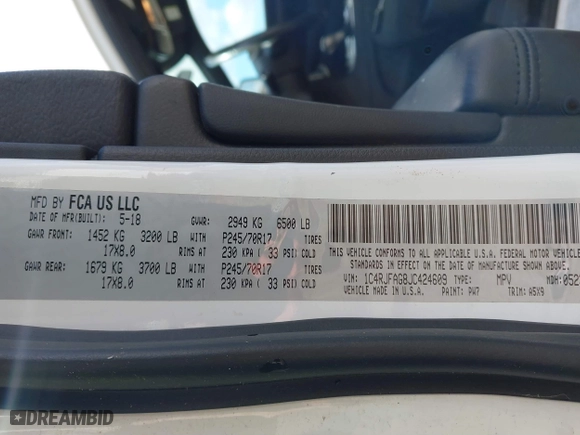 MFD BY FCA US LLC
DATE OF MFR(BUILT): 5-18 GVWR: 2949 KG 6500 LB
GAWR FRONT: 1452 KG 3200 LB WITH P245/70R17 TIRES
17X8.0 RIMS AT 230 KPA ( 33 PSI) COLD
GAWR REAR: 1679 KG 3700 LB WITH P245/70R17 TIRES
17X8.0 RIMS AT 230 KPA ( 33 PSI) COLD
THIS VEHICLE CONFORMS TO ALL APPLICABLE U.S.A. FEDERAL MOTOR VEHICLE
STANDARDS IN EFFECT ON THE DATE OF MANUFACTURE SHOWN ABOVE.
VIN: 1C4RJFAG8JC424609 TYPE: MPV MDH: 052
VEHICLE MADE IN U.S.A. PAINT: PW7 TRIM: A5X9
DREAMBID